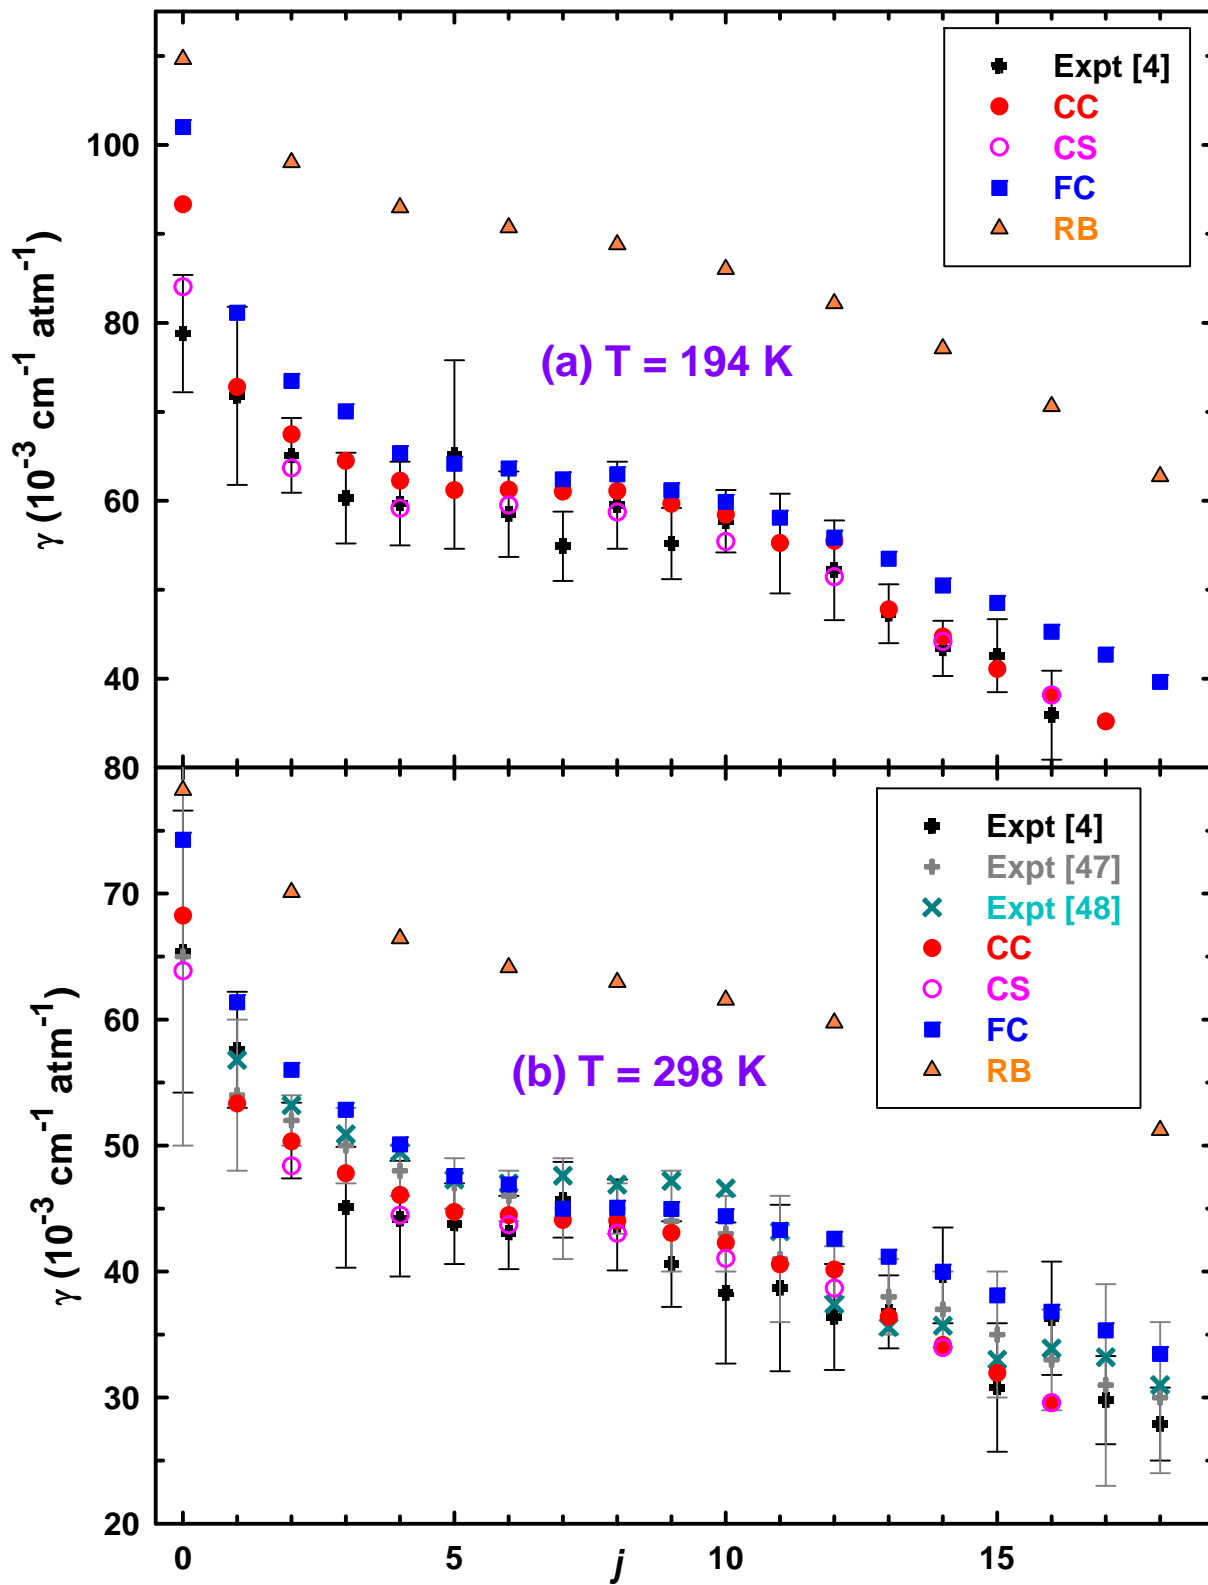 Expt [4]
CC
CS
FC
RB
100
80
60
40
γ (10⁻³ cm⁻¹ atm⁻¹)
(a) T = 194 K
80
70
60
50
40
30
20
γ (10⁻³ cm⁻¹ atm⁻¹)
Expt [4]
Expt [47]
Expt [48]
CC
CS
FC
RB
(b) T = 298 K
0 5 10 15
j